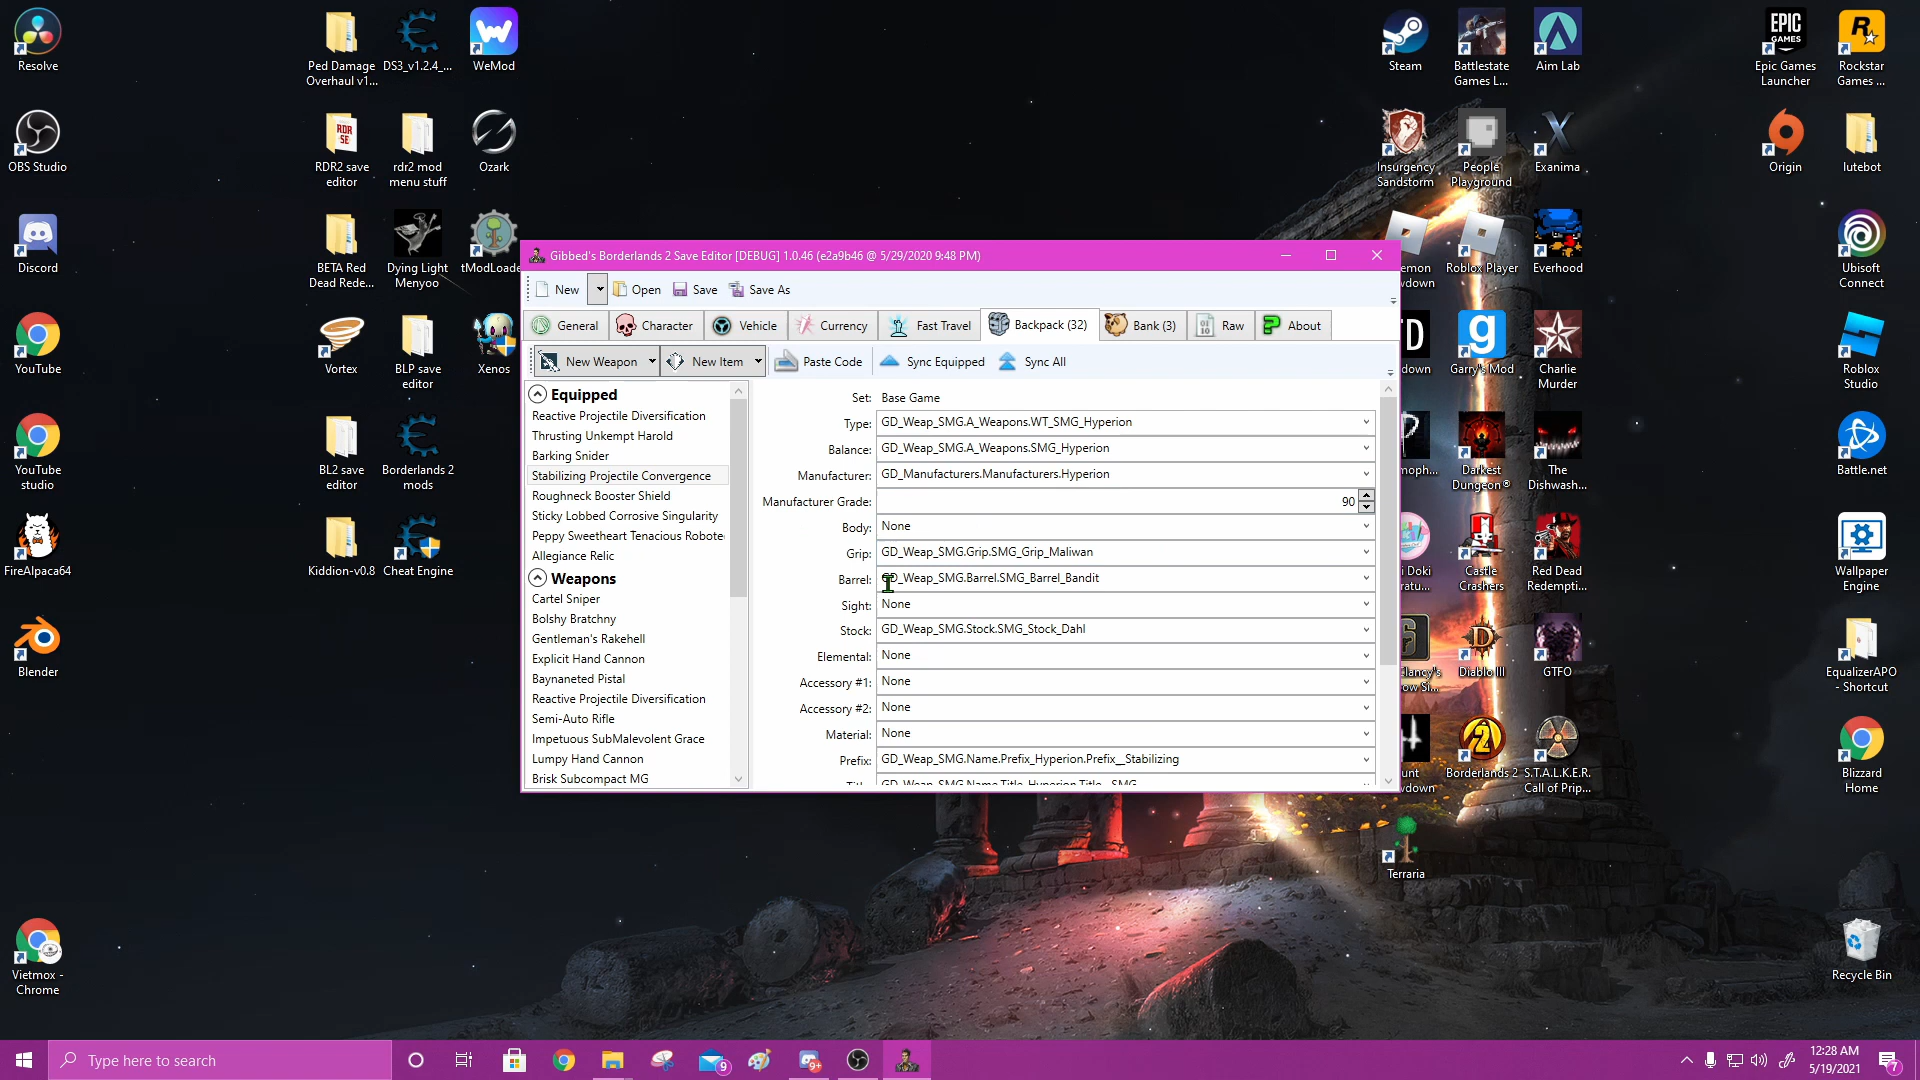 Resolve
Ped Damage
Overhaul v1...
DS3_v1.2.4_...
WeMod
Steam
Battlestate
Games L...
Aim Lab
EPIC
GAMES
Epic Games
Launcher
Rockstar
Games ...
OBS Studio
RDR
SE
RDR2 save
editor
rdr2 mod
menu stuff
Ozark
Insurgency
Sandstorm
People
Playground
Exanima
Origin
lutebot
Discord
BETA Red
Dead Rede...
Dying Light
Menyoo
tModLoade
Roblox Player
Everhood
Ubisoft
Connect
YouTube
Vortex
BLP save
editor
Xenos
Garry's Mod
Charlie
Murder
Roblox
Studio
YouTube
studio
BL2 save
editor
Borderlands 2
mods
Darkest
Dungeon®
The
Dishwash...
Battle.net
FireAlpaca64
Kiddion-v0.8
Cheat Engine
Castle
Crashers
Red Dead
Redempti...
Wallpaper
Engine
Blender
Diablo III
GTFO
EqualizerAPO
- Shortcut
Borderlands 2
S.T.A.L.K.E.R.
Call of Prip...
Blizzard
Home
Terraria
Vietmox -
Chrome
Recycle Bin
Gibbed's Borderlands 2 Save Editor [DEBUG] 1.0.46 (e2a9b46 @ 5/29/2020 9:48 PM)
New Open Save Save As
General Character Vehicle Currency Fast Travel Backpack (32) Bank (3) Raw About
New Weapon New Item Paste Code Sync Equipped Sync All
Equipped
Reactive Projectile Diversification
Thrusting Unkempt Harold
Barking Snider
Stabilizing Projectile Convergence
Roughneck Booster Shield
Sticky Lobbed Corrosive Singularity
Peppy Sweetheart Tenacious Robote
Allegiance Relic
Weapons
Cartel Sniper
Bolshy Bratchny
Gentleman's Rakehell
Explicit Hand Cannon
Baynaneted Pistal
Reactive Projectile Diversification
Semi-Auto Rifle
Impetuous SubMalevolent Grace
Lumpy Hand Cannon
Brisk Subcompact MG
Set: Base Game
Type: GD_Weap_SMG.A_Weapons.WT_SMG_Hyperion
Balance: GD_Weap_SMG.A_Weapons.SMG_Hyperion
Manufacturer: GD_Manufacturers.Manufacturers.Hyperion
Manufacturer Grade: 90
Body: None
Grip: GD_Weap_SMG.Grip.SMG_Grip_Maliwan
Barrel: GD_Weap_SMG.Barrel.SMG_Barrel_Bandit
Sight: None
Stock: GD_Weap_SMG.Stock.SMG_Stock_Dahl
Elemental: None
Accessory #1: None
Accessory #2: None
Material: None
Prefix: GD_Weap_SMG.Name.Prefix_Hyperion.Prefix__Stabilizing
GD_Weap_SMG.Name.Title_Hyperion.Title__SMG
Type here to search
9
9+
12:28 AM
5/19/2021
7